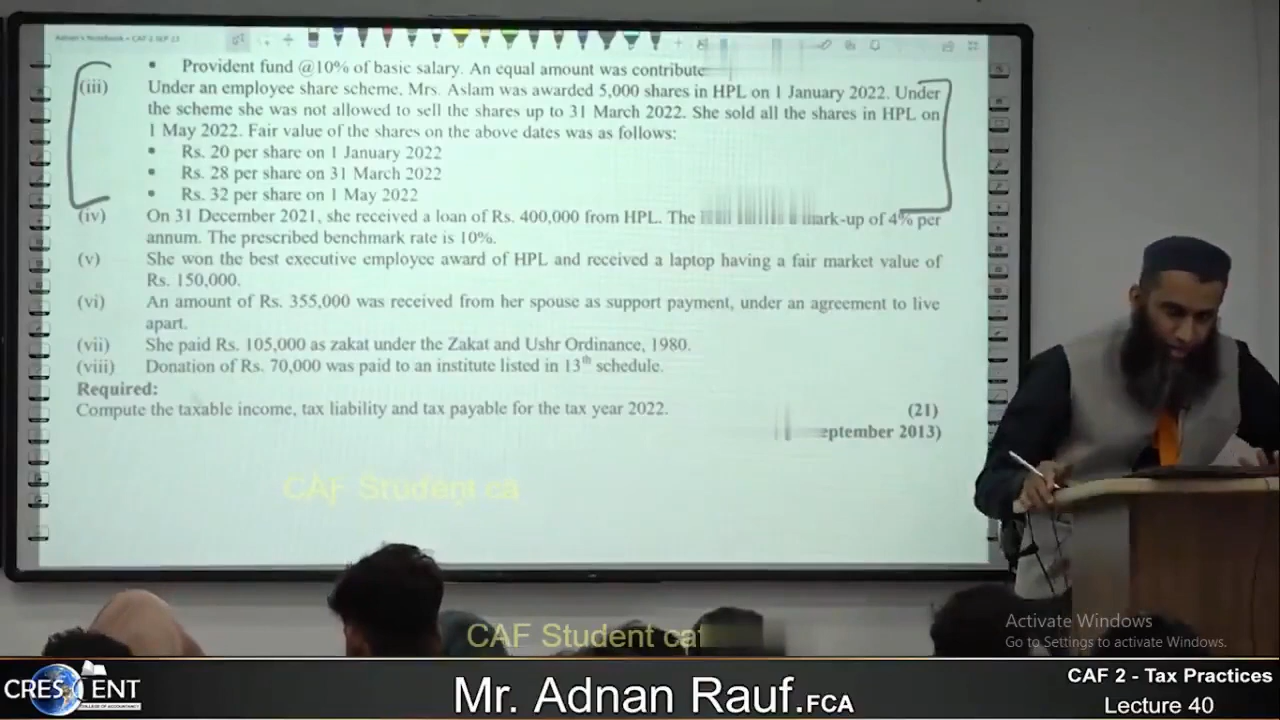 Adnan's Notebook • CAF 2 SEP 23
▪ Provident fund @10% of basic salary. An equal amount was contribute
(iii) Under an employee share scheme, Mrs. Aslam was awarded 5,000 shares in HPL on 1 January 2022. Under
the scheme she was not allowed to sell the shares up to 31 March 2022. She sold all the shares in HPL on
1 May 2022. Fair value of the shares on the above dates was as follows:
▪ Rs. 20 per share on 1 January 2022
▪ Rs. 28 per share on 31 March 2022
▪ Rs. 32 per share on 1 May 2022
(iv) On 31 December 2021, she received a loan of Rs. 400,000 from HPL. The ark-up of 4% per
annum. The prescribed benchmark rate is 10%.
(v) She won the best executive employee award of HPL and received a laptop having a fair market value of
Rs. 150,000.
(vi) An amount of Rs. 355,000 was received from her spouse as support payment, under an agreement to live
apart.
(vii) She paid Rs. 105,000 as zakat under the Zakat and Ushr Ordinance, 1980.
(viii) Donation of Rs. 70,000 was paid to an institute listed in 13th schedule.
Required:
Compute the taxable income, tax liability and tax payable for the tax year 2022. (21)
eptember 2013)
CAF Student ca
CAF Student cat
Activate Windows
Go to Settings to activate Windows.
CRESCENT
COLLEGE OF ACCOUNTANCY
Mr. Adnan Rauf.FCA
CAF 2 - Tax Practices
Lecture 40